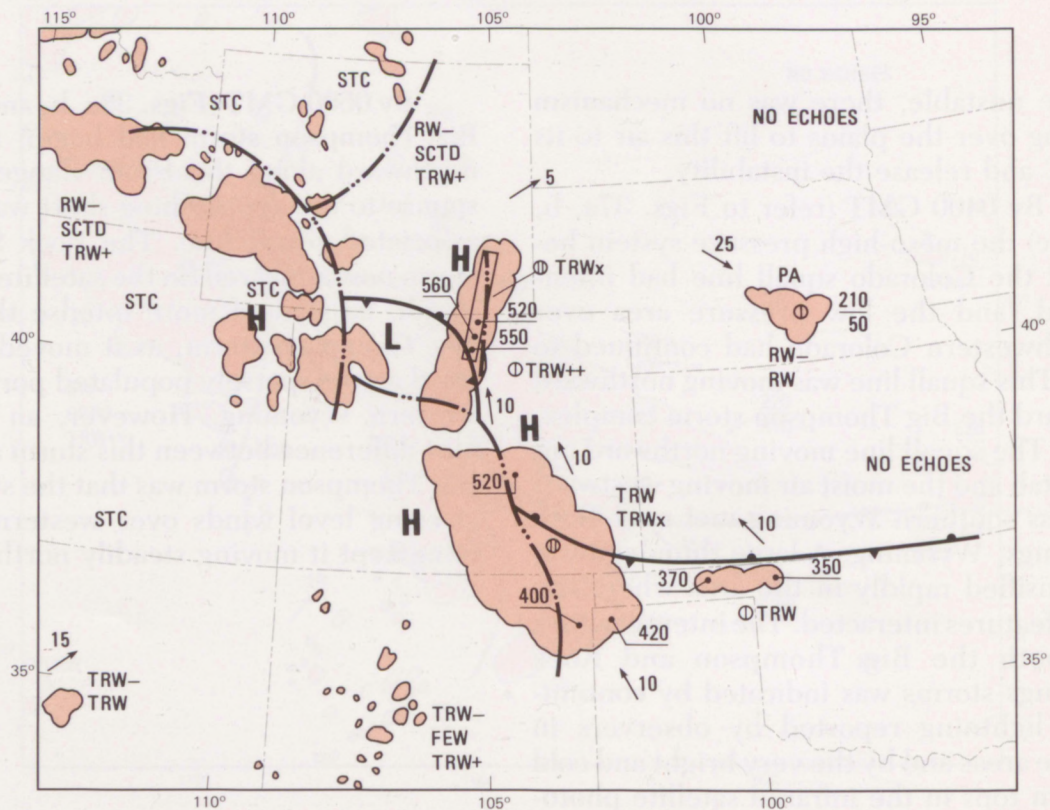 115°
110°
105°
100°
95°
STC
STC
RW–
SCTD
TRW+
NO ECHOES
5
RW–
SCTD
TRW+
H
TRWx
25
PA
210
50
560
STC
STC
H
L
520
550
40°
40°
RW–
RW
TRW++
10
H
10
520
NO ECHOES
H
TRW
TRWx
STC
10
370
350
400
TRW
420
15
35°
35°
TRW–
TRW
10
TRW–
FEW
TRW+
110°
105°
100°